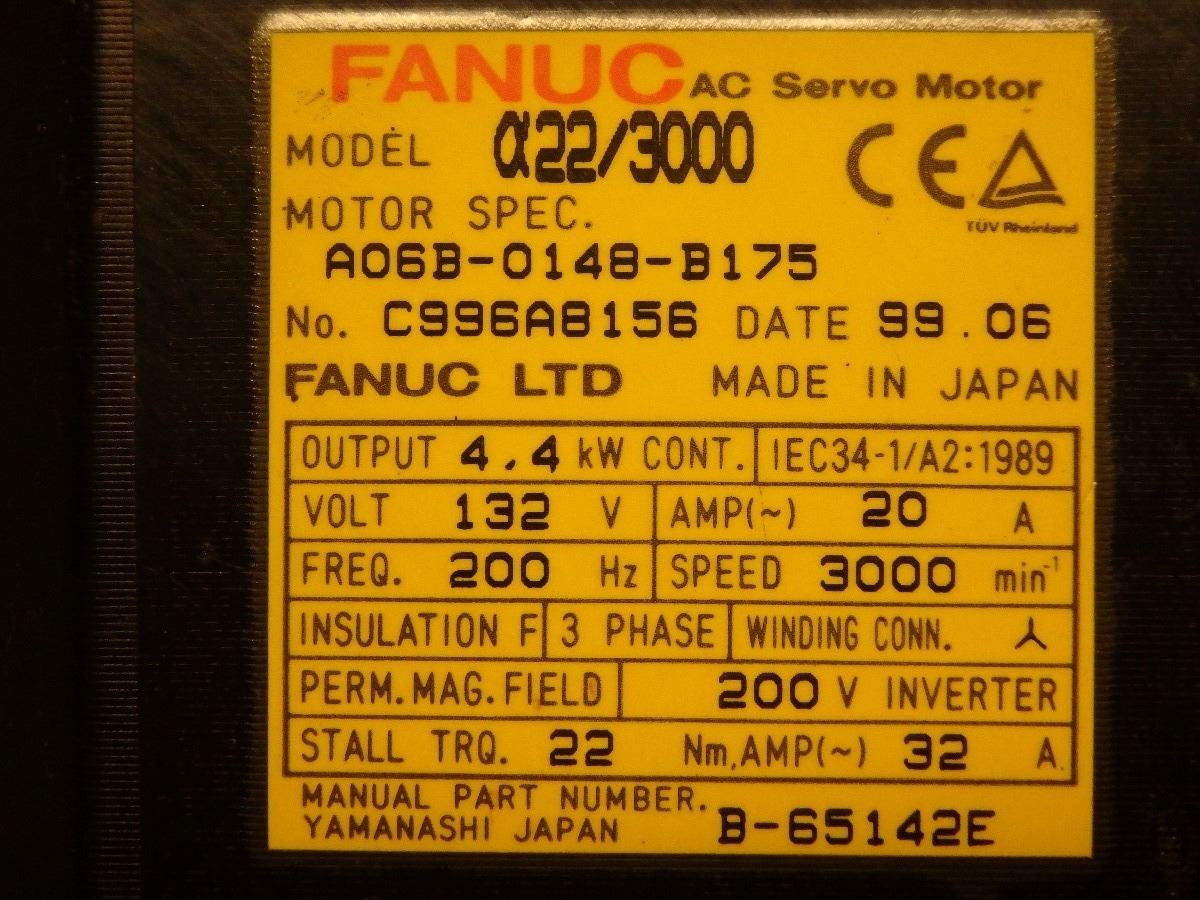 FANUC AC Servo Motor
MODEL α22/3000
CE
TÜV Rheinland
MOTOR SPEC.
A06B-0148-B175
No. C996A8156 DATE 99.06
FANUC LTD MADE IN JAPAN
OUTPUT 4.4 kW CONT. IEC34-1/A2:1989
VOLT 132 V AMP(~) 20 A
FREQ. 200 Hz SPEED 3000 min-1
INSULATION F 3 PHASE WINDING CONN.
PERM.MAG.FIELD 200 V INVERTER
STALL TRQ. 22 Nm,AMP(~) 32 A.
MANUAL PART NUMBER.
YAMANASHI JAPAN B-65142E